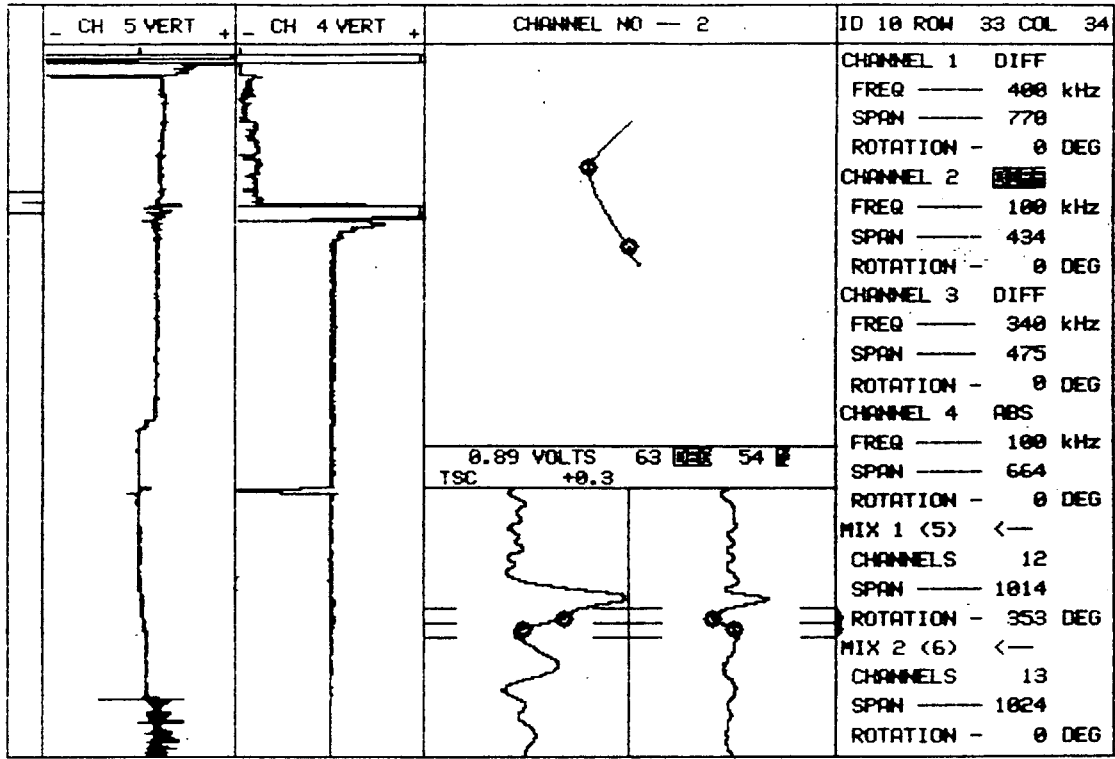 _ CH 5 VERT +
_ CH 4 VERT +
CHANNEL NO — 2
ID 10 ROW 33 COL 34
CHANNEL 1 DIFF
FREQ ——— 400 kHz
SPAN ——— 770
ROTATION - 0 DEG
CHANNEL 2
FREQ ——— 100 kHz
SPAN ——— 434
ROTATION - 0 DEG
CHANNEL 3 DIFF
FREQ ——— 340 kHz
SPAN ——— 475
ROTATION - 0 DEG
CHANNEL 4 ABS
FREQ ——— 100 kHz
SPAN ——— 664
ROTATION - 0 DEG
MIX 1 (5) <—
CHANNELS 12
SPAN ——— 1014
ROTATION - 353 DEG
MIX 2 (6) <—
CHANNELS 13
SPAN ——— 1024
ROTATION - 0 DEG
0.89 VOLTS 63 54
TSC +0.3